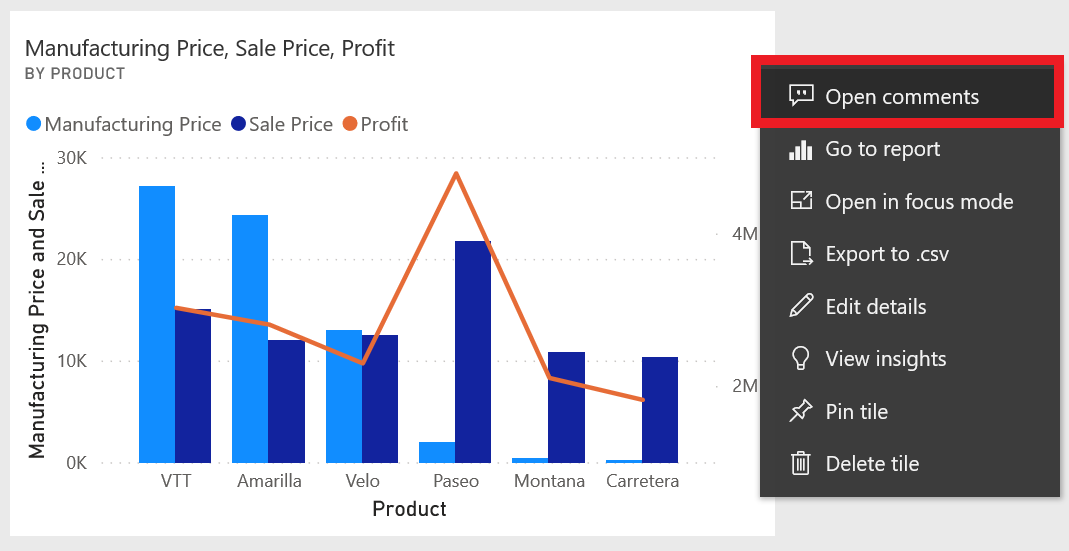 Manufacturing Price, Sale Price, Profit
BY PRODUCT
Manufacturing Price Sale Price Profit
Manufacturing Price and Sale ...
30K
20K
10K
0K
4M
2M
VTT Amarilla Velo Paseo Montana Carretera
Product
Open comments
Go to report
Open in focus mode
Export to .csv
Edit details
View insights
Pin tile
Delete tile